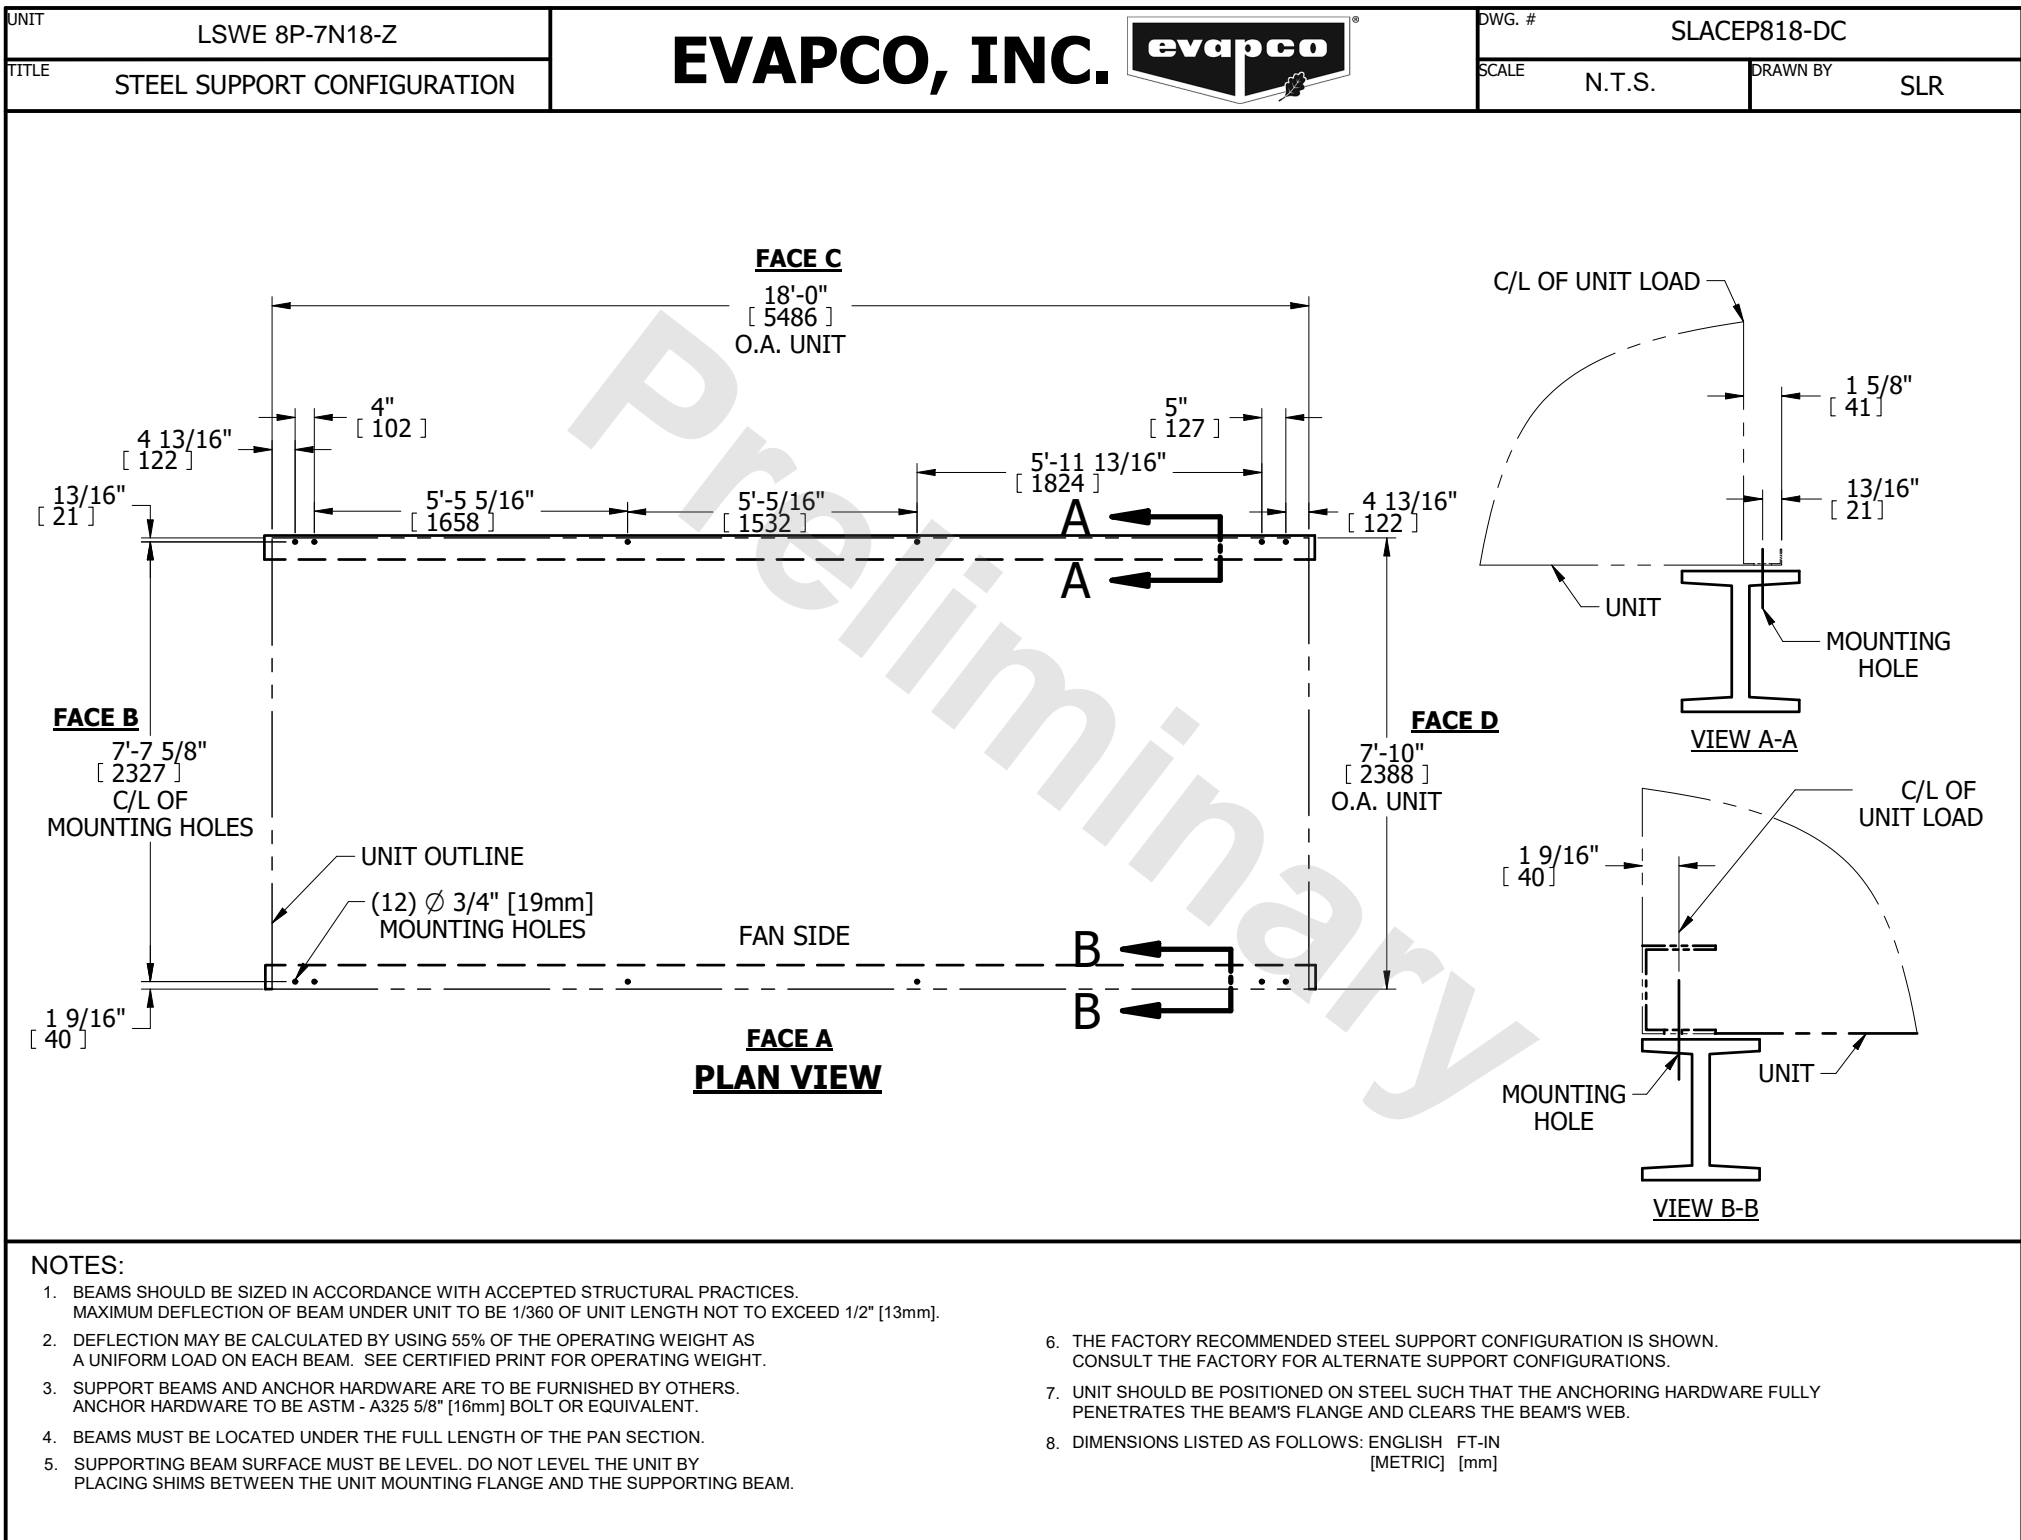 UNIT
LSWE 8P-7N18-Z
TITLE
STEEL SUPPORT CONFIGURATION
EVAPCO, INC.
evapco
®
DWG. #
SLACEP818-DC
SCALE
N.T.S.
DRAWN BY
SLR
FACE C
18'-0"
[ 5486 ]
O.A. UNIT
4"
[ 102 ]
4 13/16"
[ 122 ]
13/16"
[ 21 ]
5'-5 5/16"
[ 1658 ]
5'-5/16"
[ 1532 ]
5'-11 13/16"
[ 1824 ]
5"
[ 127 ]
4 13/16"
[ 122 ]
A
A
FACE B
7'-7 5/8"
[ 2327 ]
C/L OF
MOUNTING HOLES
FACE D
7'-10"
[ 2388 ]
O.A. UNIT
UNIT OUTLINE
(12) Ø 3/4" [19mm]
MOUNTING HOLES
FAN SIDE
B
B
1 9/16"
[ 40 ]
FACE A
PLAN VIEW
Preliminary
C/L OF UNIT LOAD
1 5/8"
[ 41 ]
13/16"
[ 21 ]
UNIT
MOUNTING
HOLE
VIEW A-A
C/L OF
UNIT LOAD
1 9/16"
[ 40 ]
UNIT
MOUNTING
HOLE
VIEW B-B
NOTES:
1. BEAMS SHOULD BE SIZED IN ACCORDANCE WITH ACCEPTED STRUCTURAL PRACTICES.
MAXIMUM DEFLECTION OF BEAM UNDER UNIT TO BE 1/360 OF UNIT LENGTH NOT TO EXCEED 1/2" [13mm].
2. DEFLECTION MAY BE CALCULATED BY USING 55% OF THE OPERATING WEIGHT AS
A UNIFORM LOAD ON EACH BEAM. SEE CERTIFIED PRINT FOR OPERATING WEIGHT.
3. SUPPORT BEAMS AND ANCHOR HARDWARE ARE TO BE FURNISHED BY OTHERS.
ANCHOR HARDWARE TO BE ASTM - A325 5/8" [16mm] BOLT OR EQUIVALENT.
4. BEAMS MUST BE LOCATED UNDER THE FULL LENGTH OF THE PAN SECTION.
5. SUPPORTING BEAM SURFACE MUST BE LEVEL. DO NOT LEVEL THE UNIT BY
PLACING SHIMS BETWEEN THE UNIT MOUNTING FLANGE AND THE SUPPORTING BEAM.
6. THE FACTORY RECOMMENDED STEEL SUPPORT CONFIGURATION IS SHOWN.
CONSULT THE FACTORY FOR ALTERNATE SUPPORT CONFIGURATIONS.
7. UNIT SHOULD BE POSITIONED ON STEEL SUCH THAT THE ANCHORING HARDWARE FULLY
PENETRATES THE BEAM'S FLANGE AND CLEARS THE BEAM'S WEB.
8. DIMENSIONS LISTED AS FOLLOWS: ENGLISH FT-IN
[METRIC] [mm]